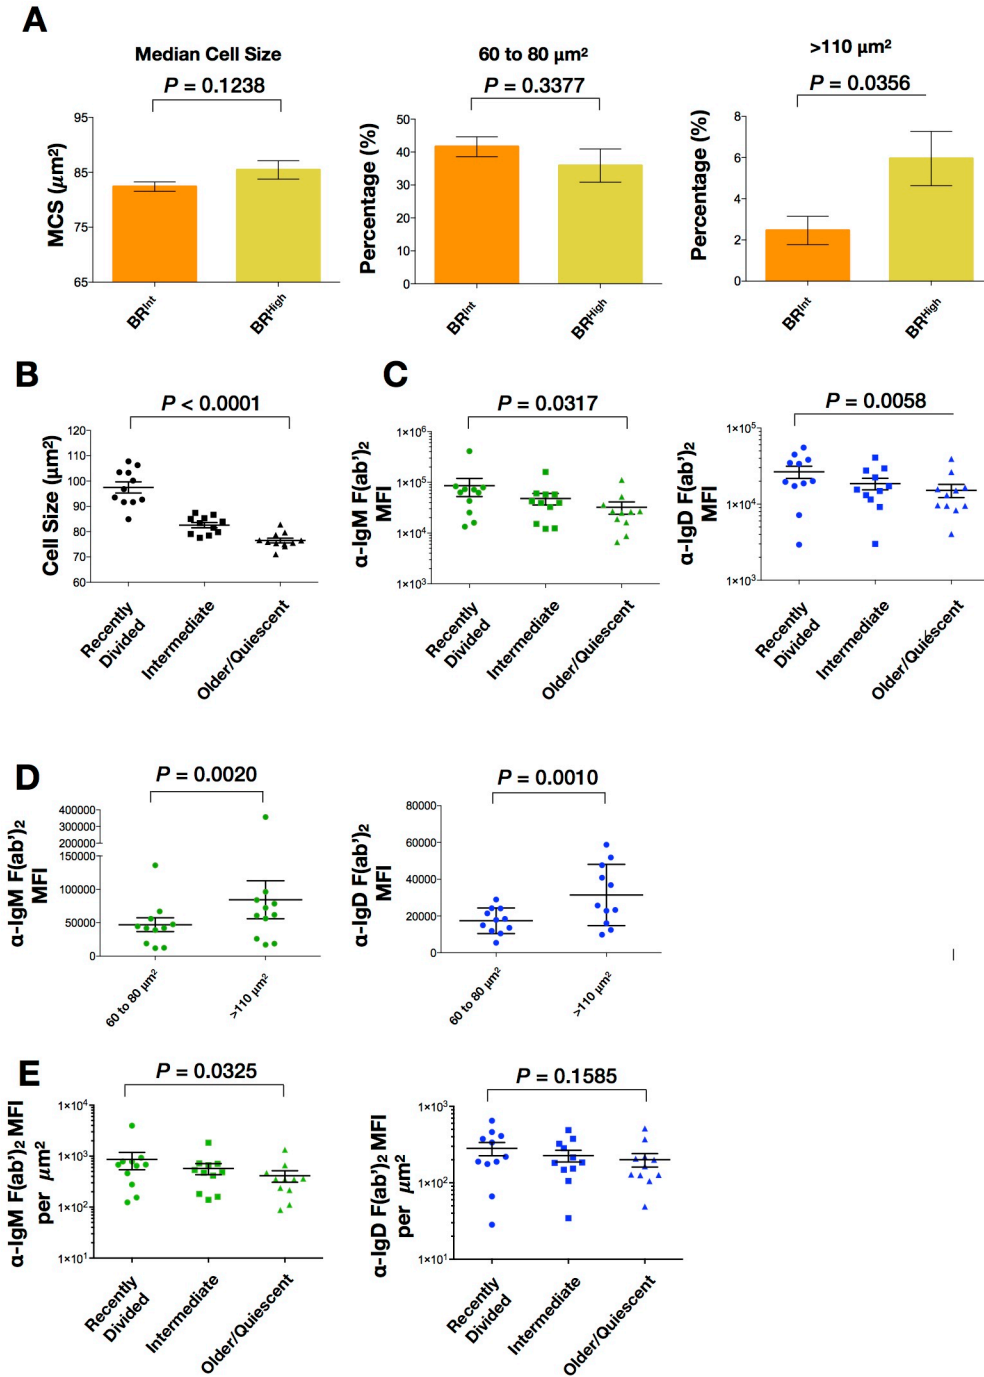 A
Median Cell Size
P = 0.1238
MCS (μm²)
95
85
75
65
BRInt
BRHigh
60 to 80 μm²
P = 0.3377
Percentage (%)
50
40
30
20
10
0
BRInt
BRHigh
>110 μm²
P = 0.0356
Percentage (%)
8
6
4
2
0
BRInt
BRHigh
B
P < 0.0001
Cell Size (μm²)
120
110
100
90
80
70
60
Recently
Divided
Intermediate
Older/Quiescent
C
P = 0.0317
α-IgM F(ab’)₂
MFI
1×10⁶
1×10⁵
1×10⁴
1×10³
Recently
Divided
Intermediate
Older/Quiescent
P = 0.0058
α-IgD F(ab’)₂
MFI
1×10⁵
1×10⁴
1×10³
Recently
Divided
Intermediate
Older/Quiescent
D
P = 0.0020
α-IgM F(ab’)₂
MFI
400000
300000
200000
150000
100000
50000
0
60 to 80 μm²
>110 μm²
P = 0.0010
α-IgD F(ab’)₂
MFI
80000
60000
40000
20000
0
60 to 80 μm²
>110 μm²
E
P = 0.0325
α-IgM F(ab’)₂ MFI
per μm²
1×10⁴
1×10³
1×10²
1×10¹
Recently
Divided
Intermediate
Older/Quiescent
P = 0.1585
α-IgD F(ab’)₂ MFI
per μm²
1×10³
1×10²
1×10¹
Recently
Divided
Intermediate
Older/Quiescent